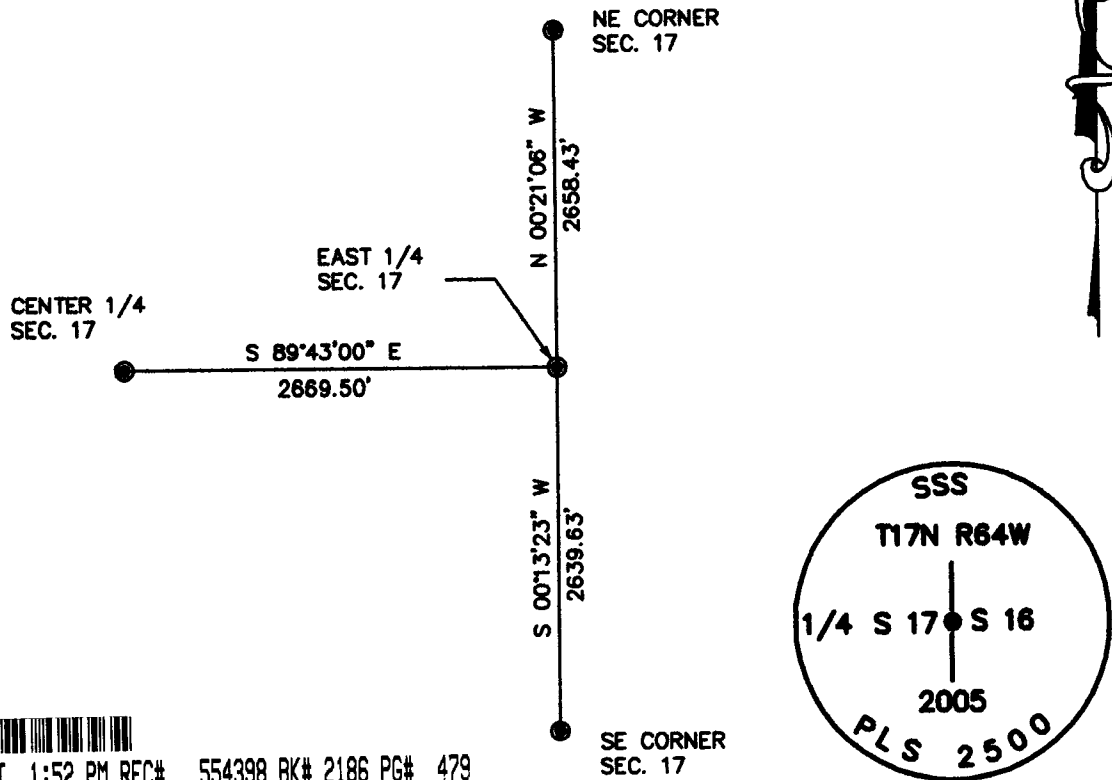 NE CORNER
SEC. 17
N 00°21'06" W
2658.43'
EAST 1/4
SEC. 17
CENTER 1/4
SEC. 17
S 89°43'00" E
2669.50'
S 00°13'23" W
2639.63'
SE CORNER
SEC. 17
SSS
T17N R64W
1/4 S 17 S 16
2005
PLS 2500
1:52 PM REC# 554398 BK# 2186 PG# 479